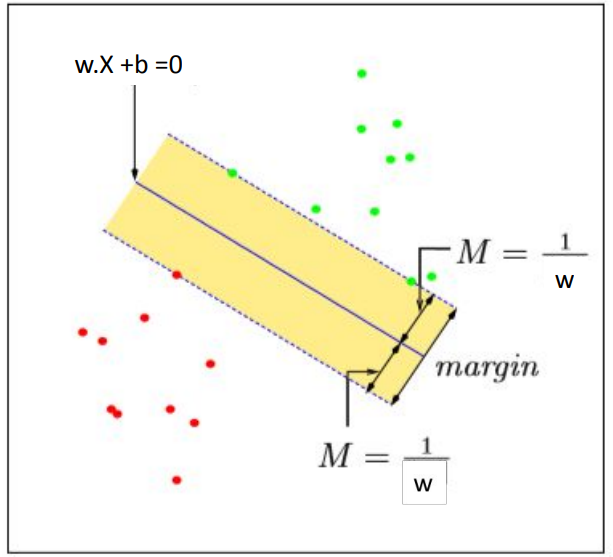 w.X +b =0
M = 1
w
margin
M = 1
w